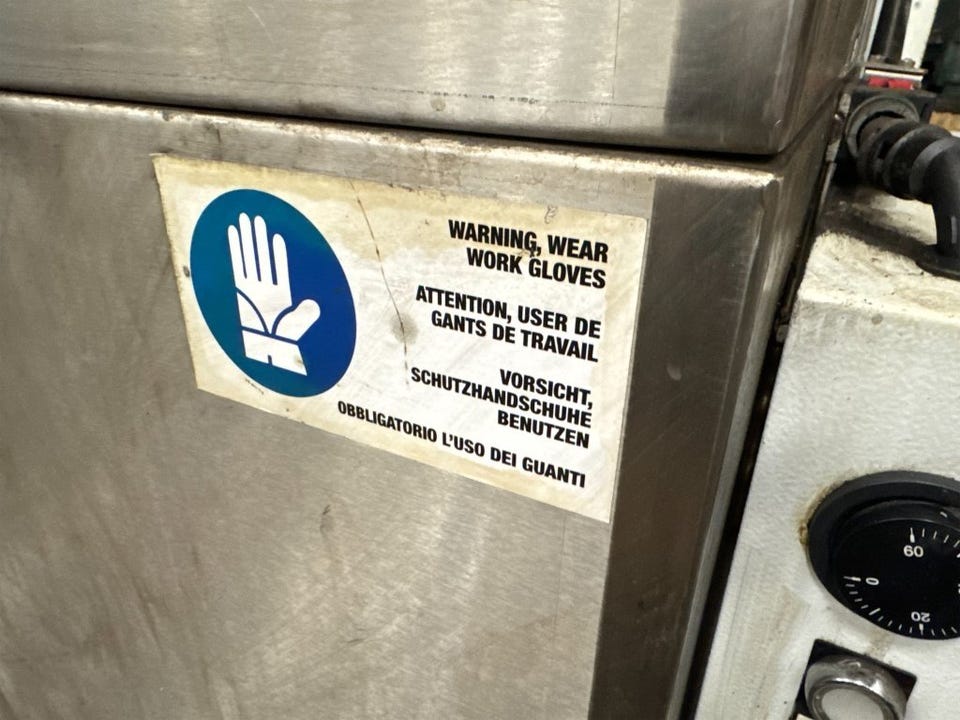 WARNING, WEAR
WORK GLOVES
ATTENTION, USER DE
GANTS DE TRAVAIL
VORSICHT,
SCHUTZHANDSCHUHE
BENUTZEN
OBBLIGATORIO L'USO DEI GUANTI
60
0
20